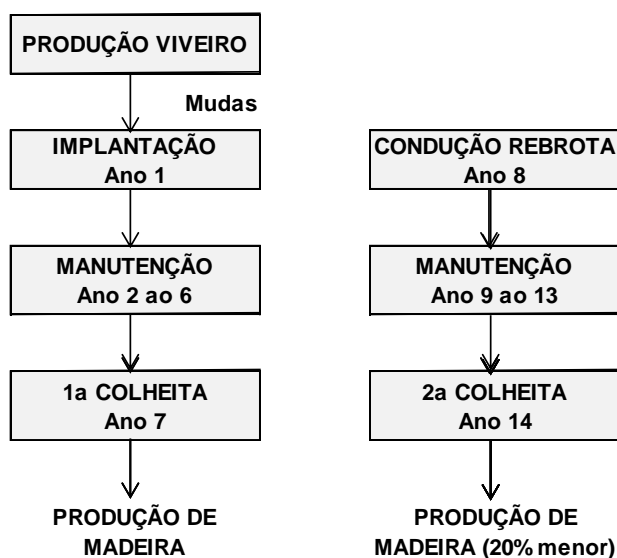 PRODUÇÃO VIVEIRO
Mudas
IMPLANTAÇÃO
Ano 1
MANUTENÇÃO
Ano 2 ao 6
1a COLHEITA
Ano 7
PRODUÇÃO DE
MADEIRA
CONDUÇÃO REBROTA
Ano 8
MANUTENÇÃO
Ano 9 ao 13
2a COLHEITA
Ano 14
PRODUÇÃO DE
MADEIRA (20% menor)